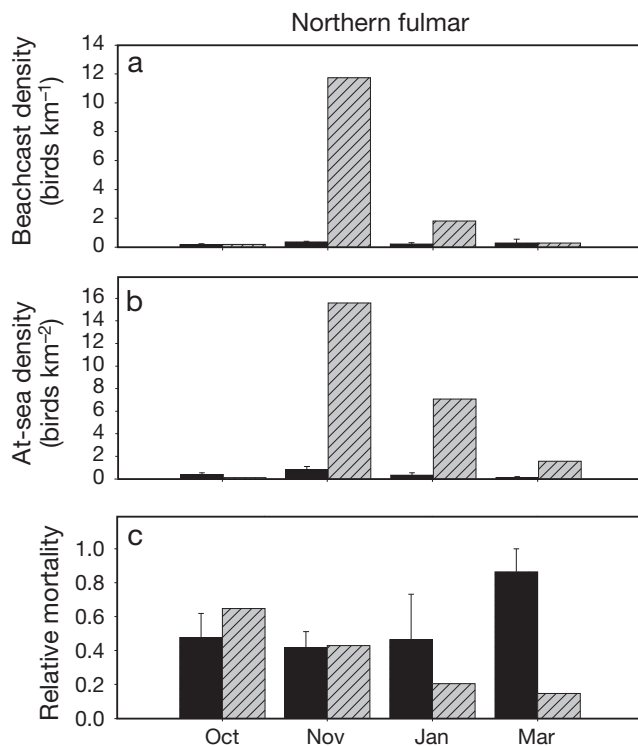 Northern fulmar
a
Beachcast density
(birds km⁻¹)
14
12
10
8
6
4
2
0
b
At-sea density
(birds km⁻²)
16
14
12
10
8
6
4
2
0
c
Relative mortality
1.0
0.8
0.6
0.4
0.2
0.0
Oct Nov Jan Mar